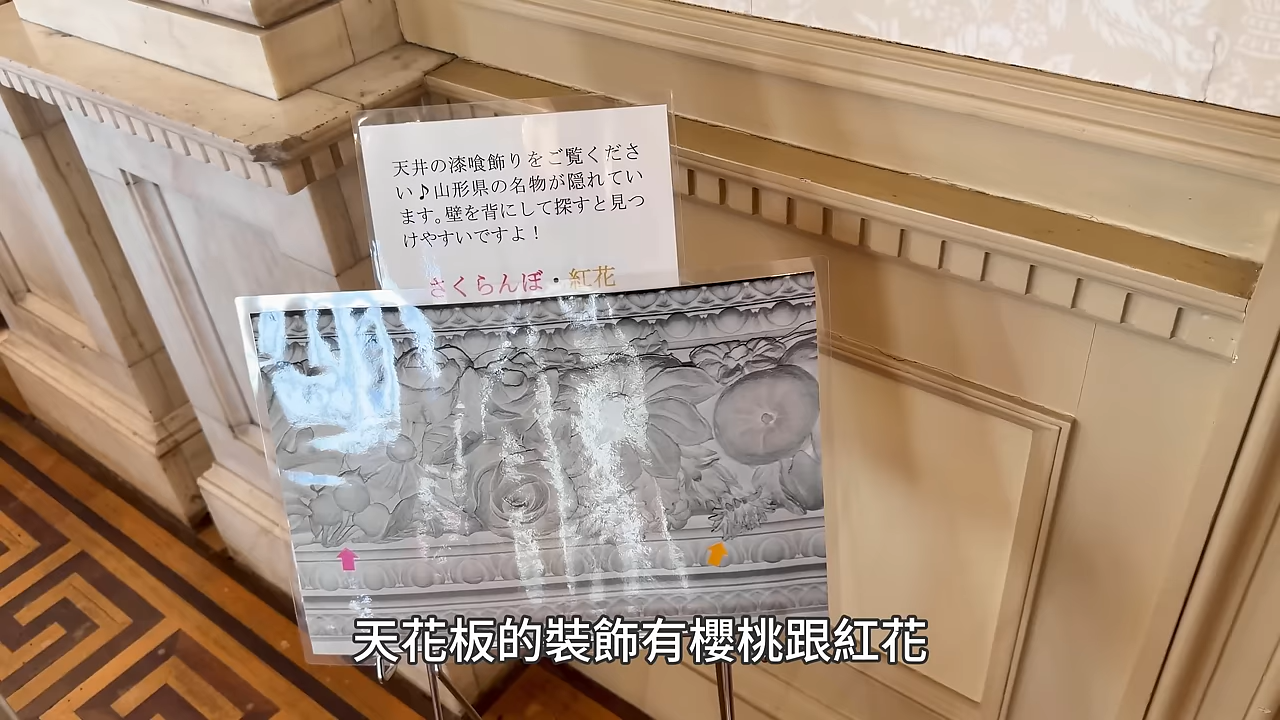 天井の漆喰飾りをご覧くださ
い♪山形県の名物が隠れてい
ます。壁を背にして探すと見つ
けやすいですよ！
さくらんぼ・紅花
天花板的裝飾有櫻桃跟紅花